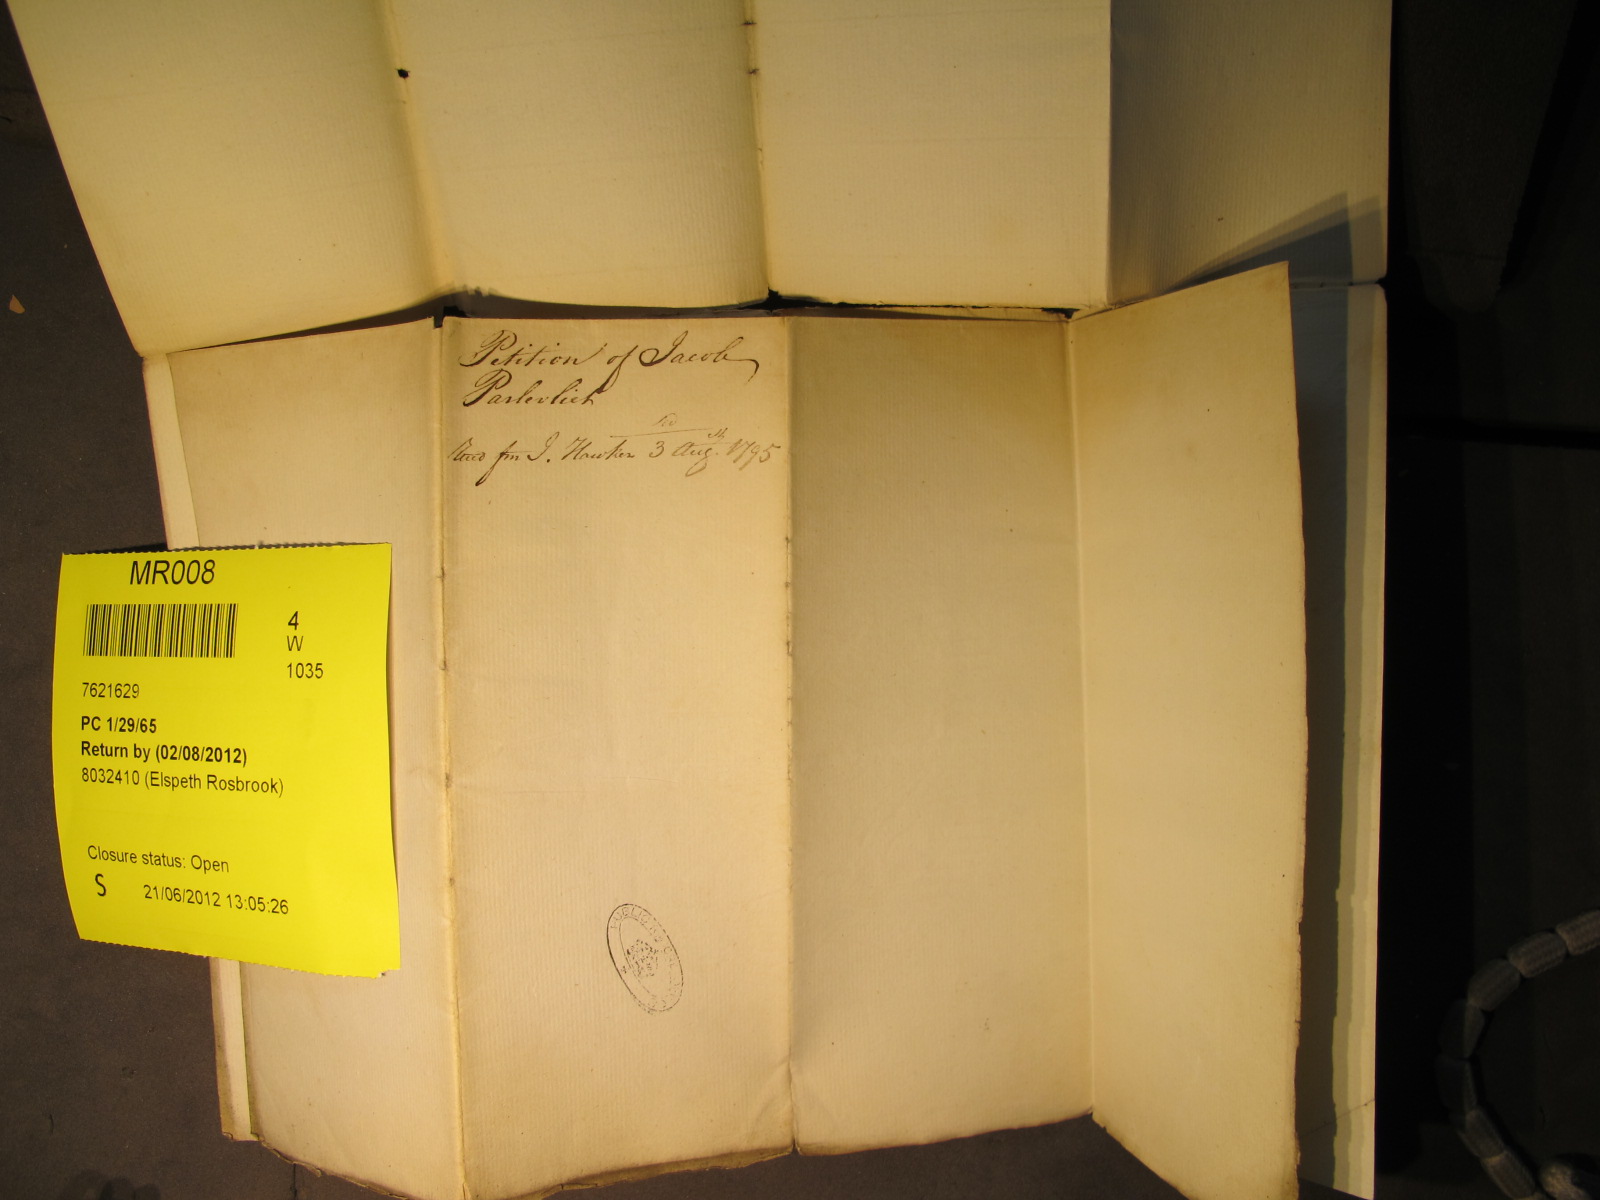 Petition of Jacob
Parlevliet
fm J. Hawker 3 Aug. 1795
MR008
4
W
1035
7621629
PC 1/29/65
Return by (02/08/2012)
8032410 (Elspeth Rosbrook)
Closure status: Open
S 21/06/2012 13:05:26